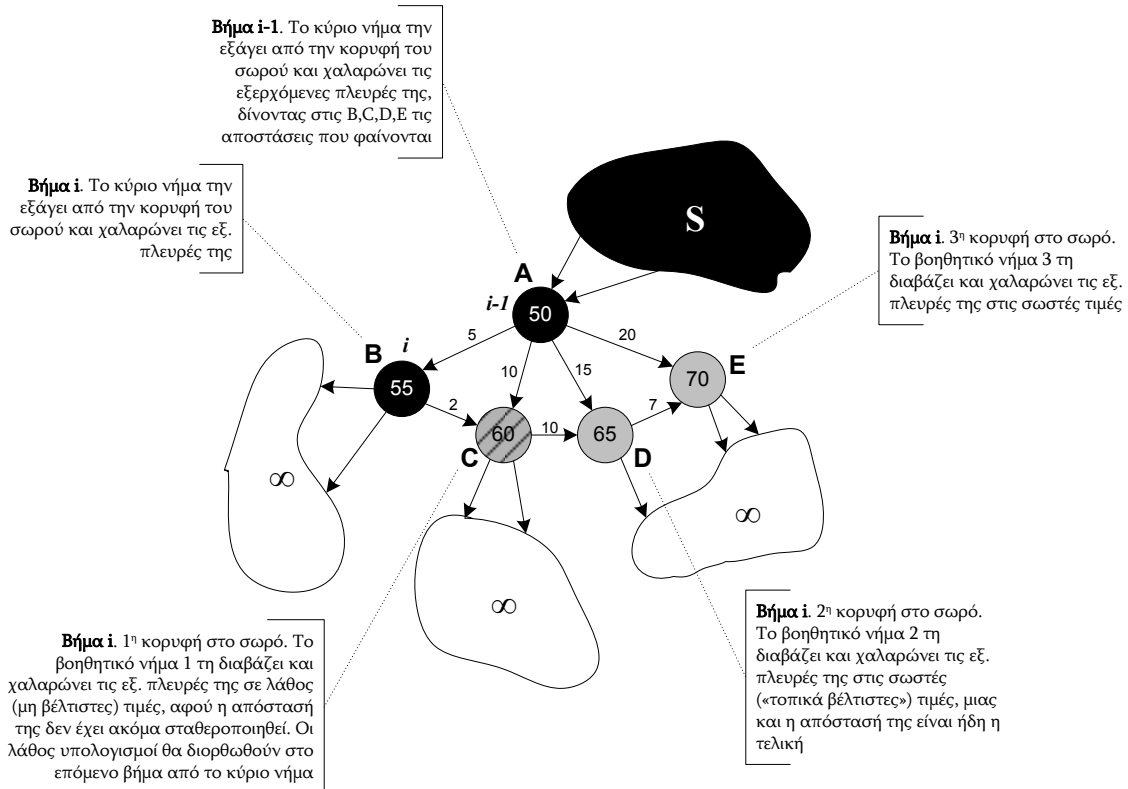 Βήμα i-1. Το κύριο νήμα την
εξάγει από την κορυφή του
σωρού και χαλαρώνει τις
εξερχόμενες πλευρές της,
δίνοντας στις B,C,D,E τις
αποστάσεις που φαίνονται
Βήμα i. Το κύριο νήμα την
εξάγει από την κορυφή του
σωρού και χαλαρώνει τις εξ.
πλευρές της
S
Βήμα i. 3η κορυφή στο σωρό.
Το βοηθητικό νήμα 3 τη
διαβάζει και χαλαρώνει τις εξ.
πλευρές της στις σωστές τιμές
A
i-1
50
5
20
B
i
10
15
E
55
70
2
7
60
10
65
C
D
∞
∞
∞
Βήμα i. 1η κορυφή στο σωρό. Το
βοηθητικό νήμα 1 τη διαβάζει και
χαλαρώνει τις εξ. πλευρές της σε λάθος
(μη βέλτιστες) τιμές, αφού η απόστασή
της δεν έχει ακόμα σταθεροποιηθεί. Οι
λάθος υπολογισμοί θα διορθωθούν στο
επόμενο βήμα από το κύριο νήμα
Βήμα i. 2η κορυφή στο σωρό.
Το βοηθητικό νήμα 2 τη
διαβάζει και χαλαρώνει τις εξ.
πλευρές της στις σωστές
(«τοπικά βέλτιστες») τιμές, μιας
και η απόστασή της είναι ήδη η
τελική